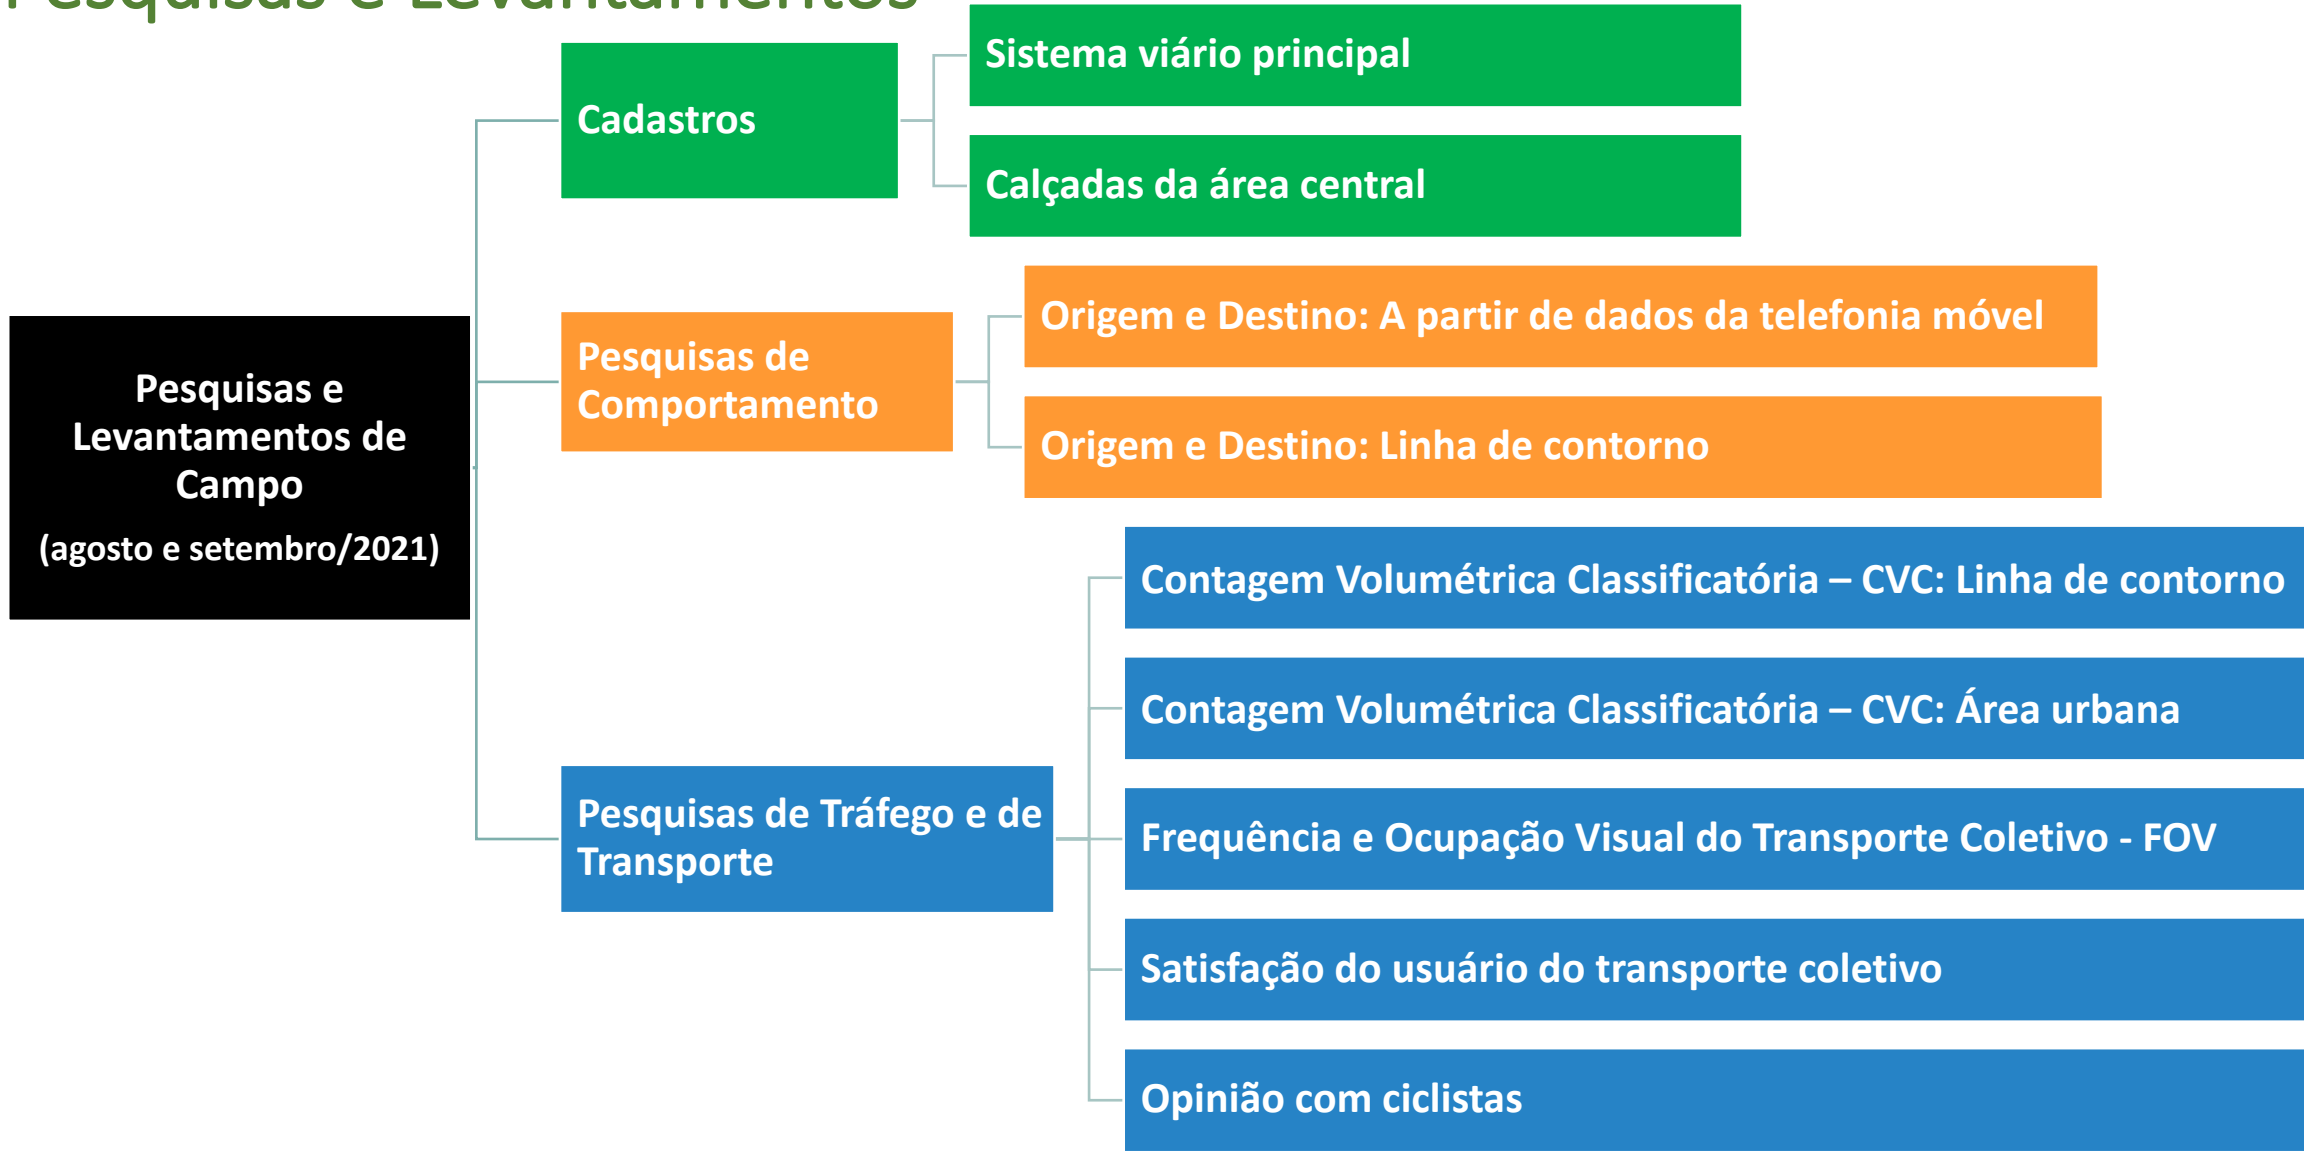 Pesquisas e Levantamentos
Cadastros
Sistema viário principal
Calçadas da área central
Pesquisas e
Levantamentos de
Campo
(agosto e setembro/2021)
Pesquisas de
Comportamento
Origem e Destino: A partir de dados da telefonia móvel
Origem e Destino: Linha de contorno
Pesquisas de Tráfego e de
Transporte
Contagem Volumétrica Classificatória – CVC: Linha de contorno
Contagem Volumétrica Classificatória – CVC: Área urbana
Frequência e Ocupação Visual do Transporte Coletivo - FOV
Satisfação do usuário do transporte coletivo
Opinião com ciclistas